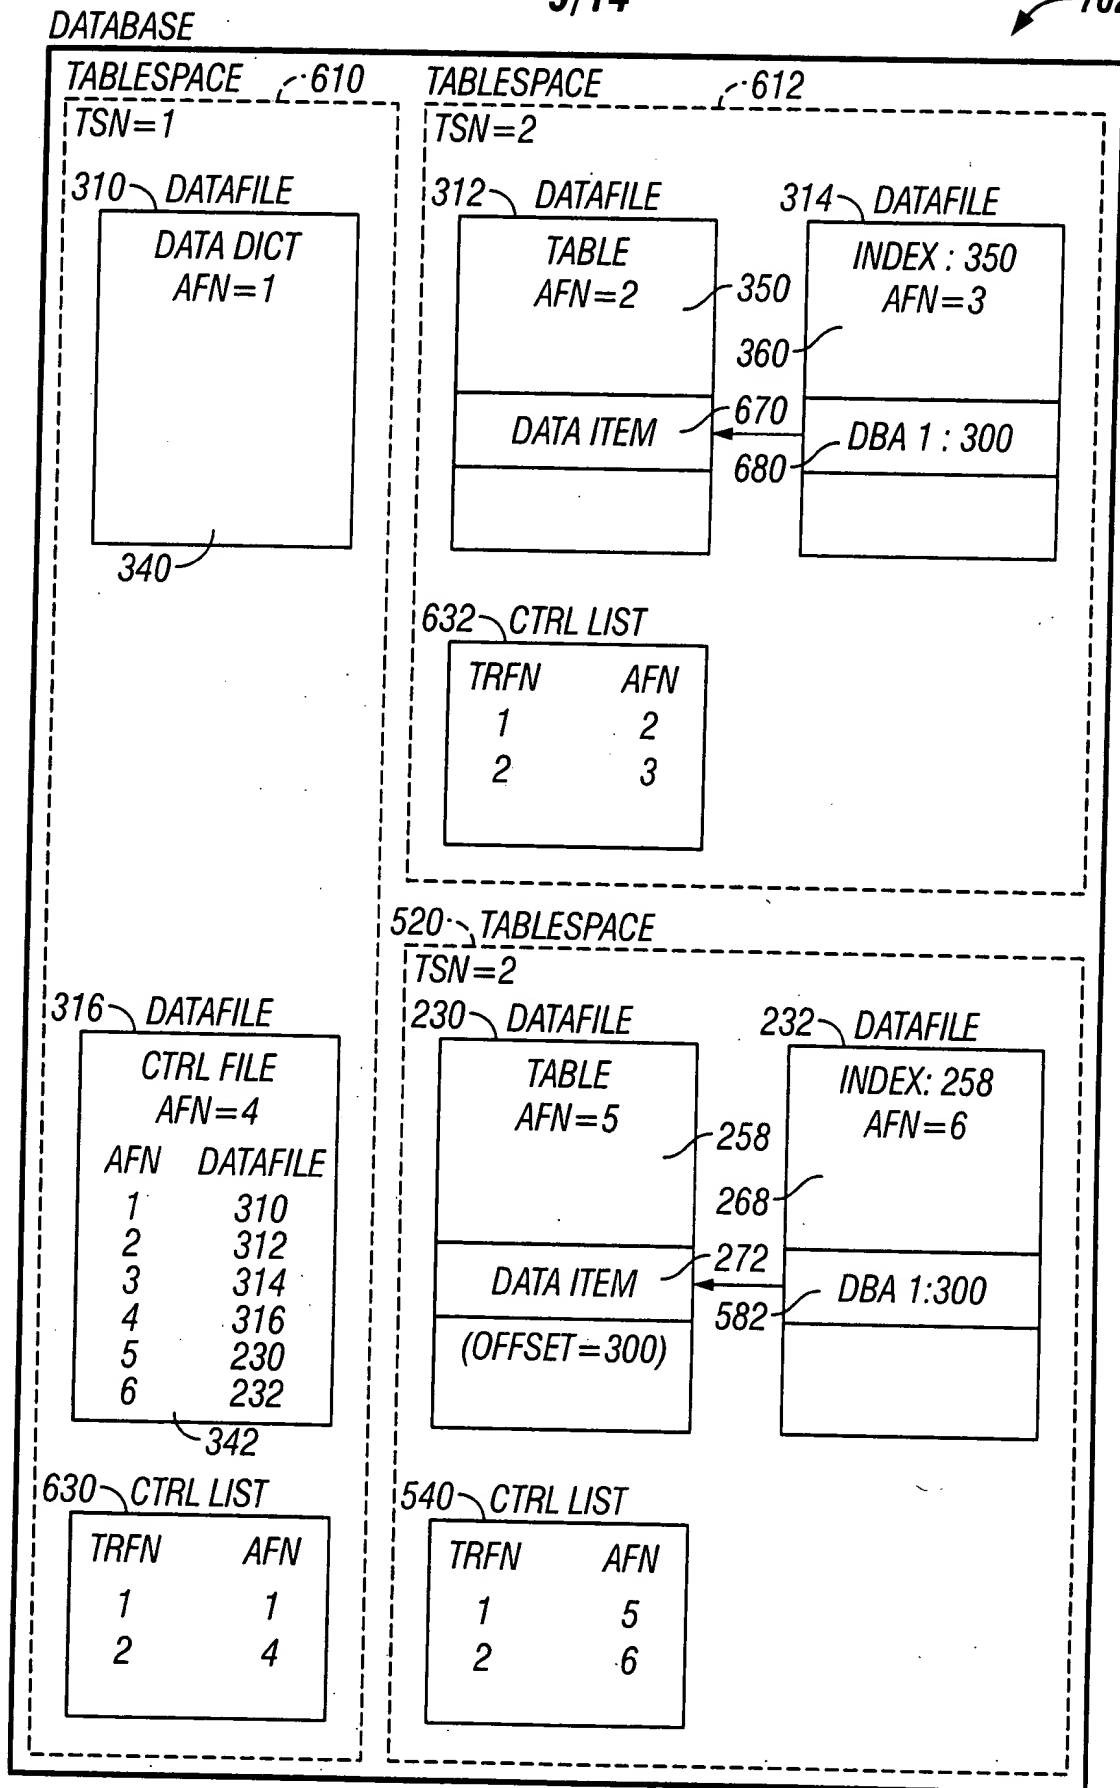 DATABASE
TABLESPACE 610
TSN=1
310 DATAFILE
DATA DICT
AFN=1
340
316 DATAFILE
CTRL FILE
AFN=4
AFN DATAFILE
1 310
2 312
3 314
4 316
5 230
6 232
342
630 CTRL LIST
TRFN AFN
1 1
2 4
TABLESPACE 612
TSN=2
312 DATAFILE
TABLE
AFN=2
350
DATA ITEM
670
314 DATAFILE
INDEX : 350
AFN=3
360
DBA 1 : 300
680
632 CTRL LIST
TRFN AFN
1 2
2 3
520 TABLESPACE
TSN=2
230 DATAFILE
TABLE
AFN=5
258
DATA ITEM
272
(OFFSET=300)
232 DATAFILE
INDEX: 258
AFN=6
268
DBA 1:300
582
540 CTRL LIST
TRFN AFN
1 5
2 6